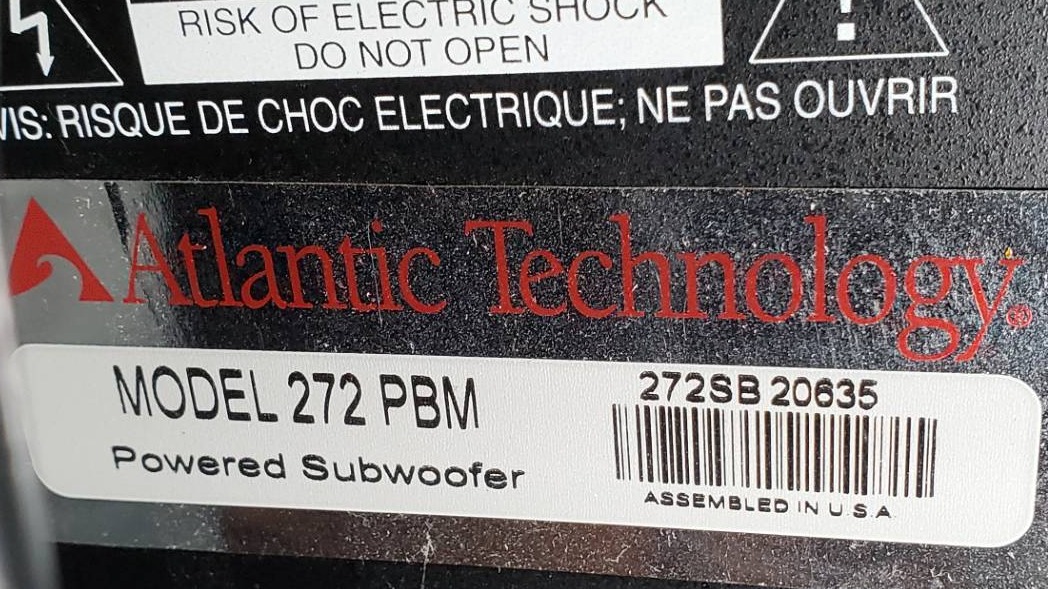 RISK OF ELECTRIC SHOCK
DO NOT OPEN
VIS: RISQUE DE CHOC ELECTRIQUE; NE PAS OUVRIR
Atlantic Technology®
MODEL 272 PBM
Powered Subwoofer
272SB 20635
ASSEMBLED IN U.S.A